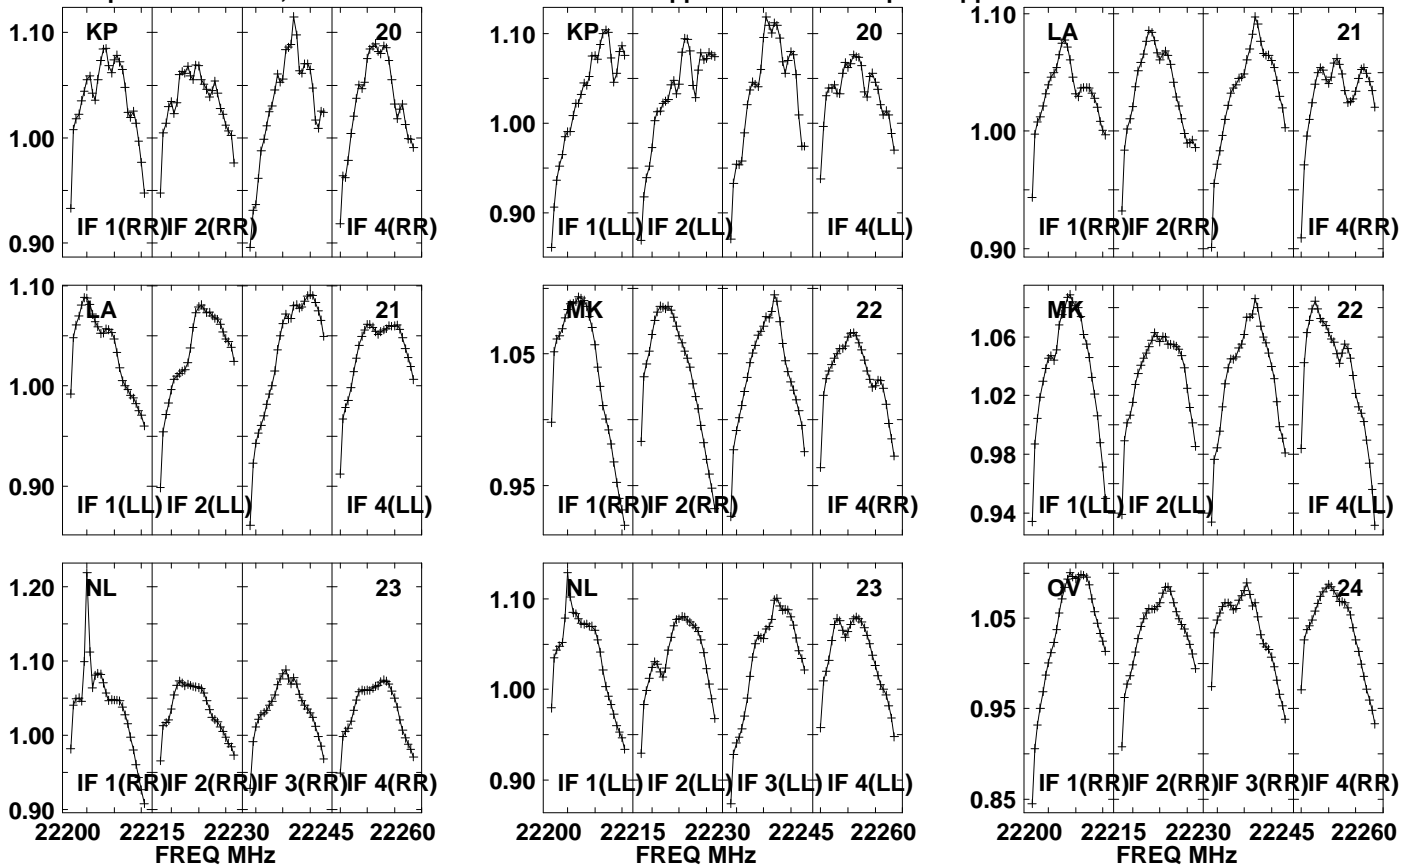 KP 20
1.10
1.00
0.90
IF 1(RR) IF 2(RR) IF 4(RR)
KP 20
1.10
1.00
0.90
IF 1(LL) IF 2(LL) IF 4(LL)
LA 21
1.10
1.00
0.90
IF 1(RR) IF 2(RR) IF 4(RR)
LA 21
1.10
1.00
0.90
IF 1(LL) IF 2(LL) IF 4(LL)
MK 22
1.05
0.95
IF 1(RR) IF 2(RR) IF 4(RR)
MK 22
1.06
1.02
0.98
0.94
IF 1(LL) IF 2(LL) IF 4(LL)
NL 23
1.20
1.10
1.00
0.90
IF 1(RR) IF 2(RR) IF 3(RR) IF 4(RR)
22200 22215 22230 22245 22260
FREQ MHz
NL 23
1.10
1.00
0.90
IF 1(LL) IF 2(LL) IF 3(LL) IF 4(LL)
22200 22215 22230 22245 22260
FREQ MHz
OV 24
1.05
0.95
0.85
IF 1(RR) IF 2(RR) IF 3(RR) IF 4(RR)
22200 22215 22230 22245 22260
FREQ MHz